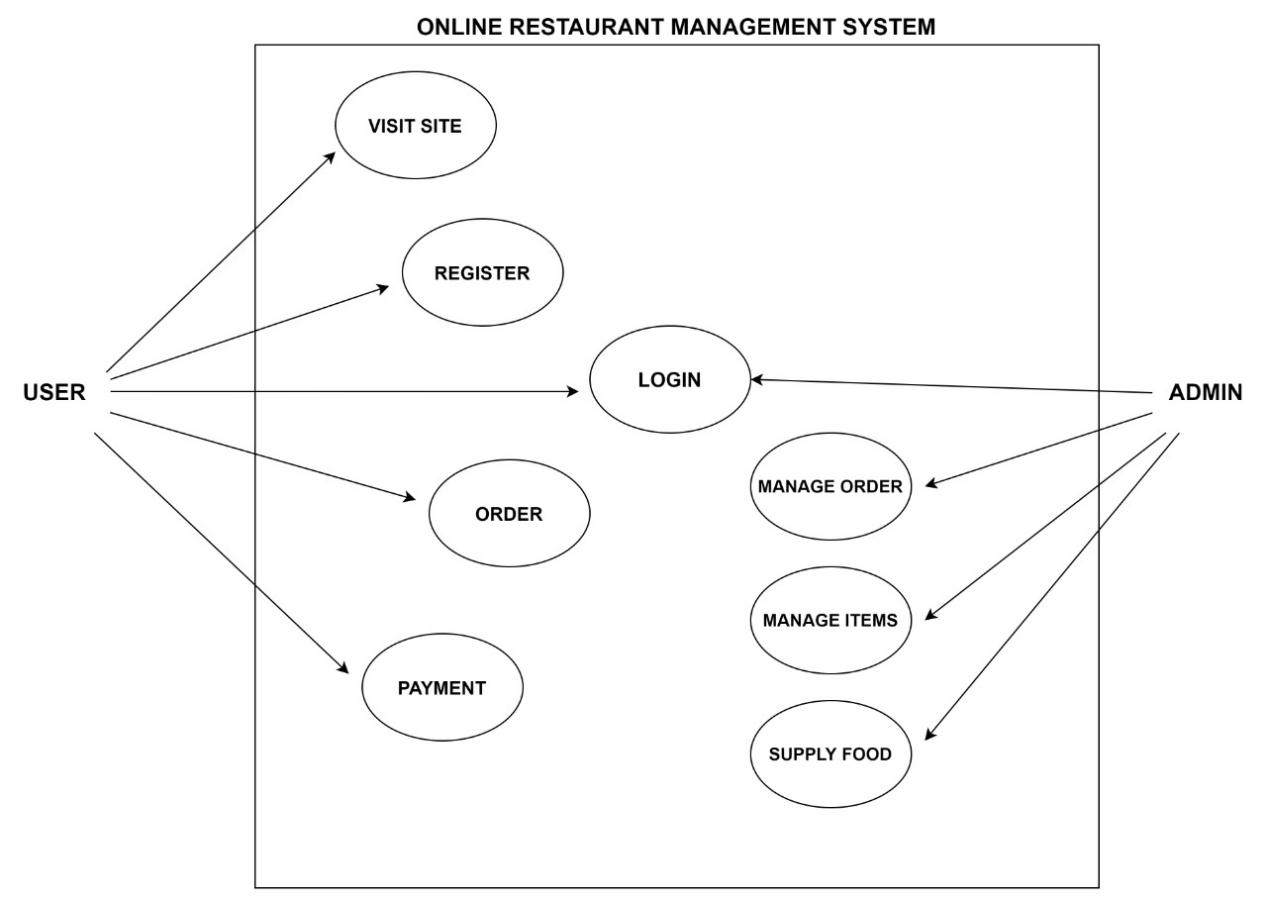 ONLINE RESTAURANT MANAGEMENT SYSTEM
VISIT SITE
REGISTER
LOGIN
USER
ADMIN
MANAGE ORDER
ORDER
MANAGE ITEMS
PAYMENT
SUPPLY FOOD